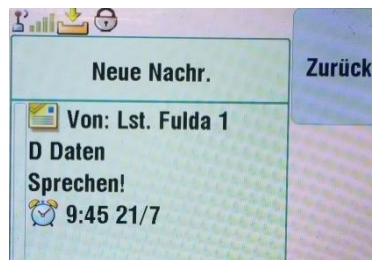 Neue Nachr.
Zurück
Von: Lst. Fulda 1
D Daten
Sprechen!
9:45 21/7